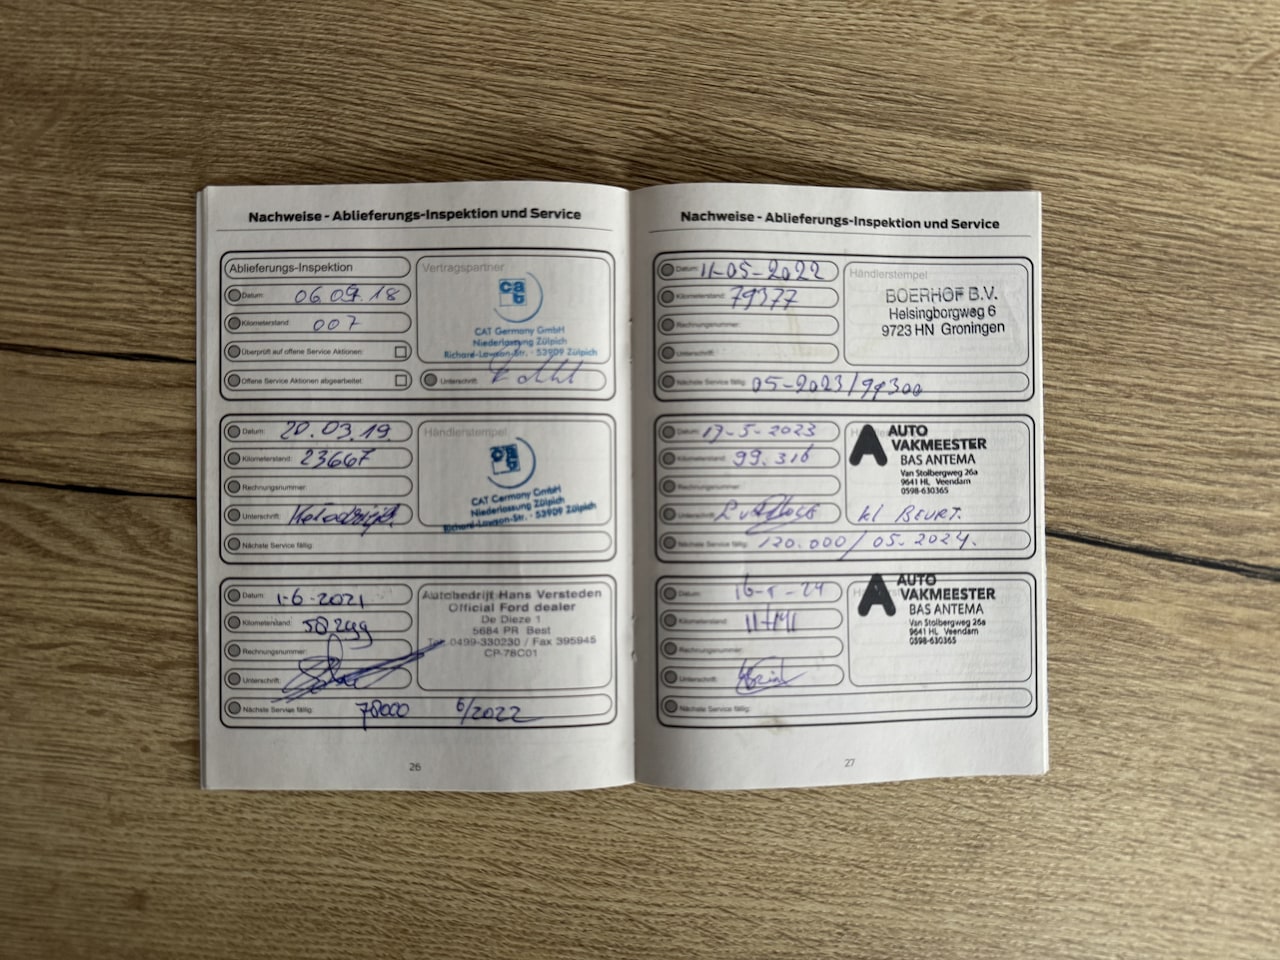 Nachweise - Ablieferungs-Inspektion und Service
Ablieferungs-Inspektion
Datum: 06.09.18
Kilometerstand: 007
Überprüft auf offene Service Aktionen:
Offene Service Aktionen abgearbeitet:
Vertragspartner
cat
CAT Germany GmbH
Niederlassung Zülpich
Richard-Lawson-Str. · 53909 Zülpich
Unterschrift:
Datum: 20.03.19
Kilometerstand: 23667
Rechnungsnummer:
Unterschrift:
Nächste Service fällig:
Händlerstempel
cat
CAT Germany GmbH
Niederlassung Zülpich
Richard-Lawson-Str. · 53909 Zülpich
Datum: 1-6-2021
Kilometerstand: 58299
Rechnungsnummer:
Unterschrift:
Nächste Service fällig: 78000 6/2022
Autobedrijf Hans Versteden
Official Ford dealer
De Dieze 1
5684 PR Best
Tel. 0499-330230 / Fax 395945
CP-78C01
26
Nachweise - Ablieferungs-Inspektion und Service
Datum: 11-05-2022
Kilometerstand: 79377
Rechnungsnummer:
Unterschrift:
Nächste Service fällig: 05-2023/99300
Händlerstempel
BOERHOF B.V.
Helsingborgweg 6
9723 HN Groningen
Datum: 17-5-2023
Kilometerstand: 99.316
Rechnungsnummer:
Unterschrift:
Nächste Service fällig: 120.000/05-2024.
AUTO
VAKMEESTER
BAS ANTEMA
Van Stolbergweg 26a
9641 HL Veendam
0598-630365
kl BEURT.
Datum: 16-5-24
Kilometerstand:
Rechnungsnummer:
Unterschrift:
Nächste Service fällig:
AUTO
VAKMEESTER
BAS ANTEMA
Van Stolbergweg 26a
9641 HL Veendam
0598-630365
27